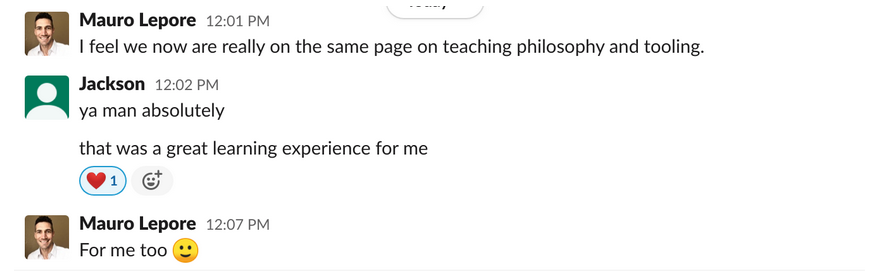 Mauro Lepore 12:01 PM
I feel we now are really on the same page on teaching philosophy and tooling.
Jackson 12:02 PM
ya man absolutely
that was a great learning experience for me
❤️ 1
Mauro Lepore 12:07 PM
For me too 🙂